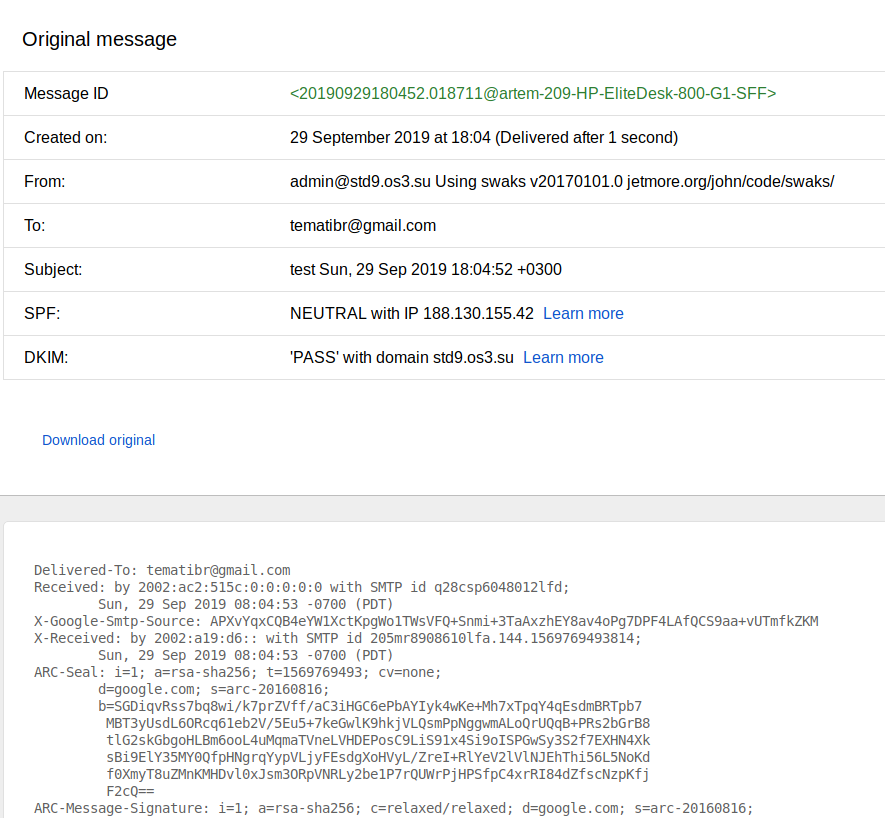 Original message
Message ID <20190929180452.018711@artem-209-HP-EliteDesk-800-G1-SFF>
Created on: 29 September 2019 at 18:04 (Delivered after 1 second)
From: admin@std9.os3.su Using swaks v20170101.0 jetmore.org/john/code/swaks/
To: tematibr@gmail.com
Subject: test Sun, 29 Sep 2019 18:04:52 +0300
SPF: NEUTRAL with IP 188.130.155.42 Learn more
DKIM: 'PASS' with domain std9.os3.su Learn more
Download original
Delivered-To: tematibr@gmail.com
Received: by 2002:ac2:515c:0:0:0:0:0 with SMTP id q28csp6048012lfd;
Sun, 29 Sep 2019 08:04:53 -0700 (PDT)
X-Google-Smtp-Source: APXvYqxCQB4eYW1XctKpgWo1TWsVFQ+Snmi+3TaAxzhEY8av4oPg7DPF4LAfQCS9aa+vUTmfkZKM
X-Received: by 2002:a19:d6:: with SMTP id 205mr8908610lfa.144.1569769493814;
Sun, 29 Sep 2019 08:04:53 -0700 (PDT)
ARC-Seal: i=1; a=rsa-sha256; t=1569769493; cv=none;
d=google.com; s=arc-20160816;
b=SGDiqvRss7bq8wi/k7prZVff/aC3iHGC6ePbAYIyk4wKe+Mh7xTpqY4qEsdmBRTpb7
MBT3yUsdL6ORcq61eb2V/5Eu5+7keGwlK9hkjVLQsmPpNggwmALoQrUQqB+PRs2bGrB8
tlG2skGbgoHLBm6ooL4uMqmaTVneLVHDEPosC9LiS91x4Si9oISPGwSy3S2f7EXHN4Xk
sBi9ElY35MY0QfpHNgrqYypVLjyFEsdgXoHVyL/ZreI+RlYeV2lVlNJEhThi56L5NoKd
f0XmyT8uZMnKMHDvl0xJsm3ORpVNRLy2be1P7rQUWrPjHPSfpC4xrRI84dZfscNzpKfj
F2cQ==
ARC-Message-Signature: i=1; a=rsa-sha256; c=relaxed/relaxed; d=google.com; s=arc-20160816;